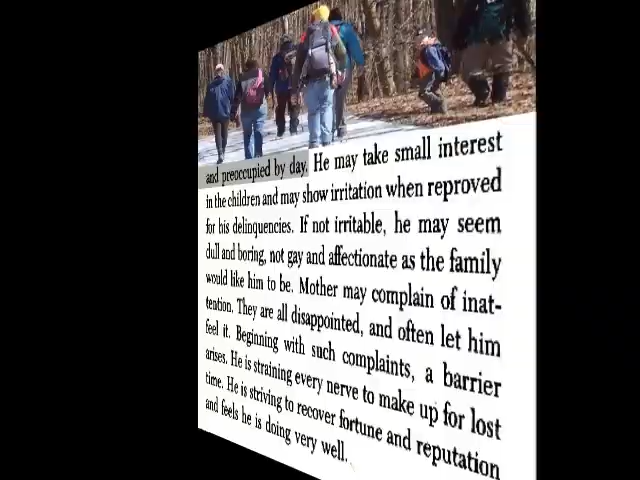 and preoccupied by day. He may take small interest
in the children and may show irritation when reproved
for his delinquencies. If not irritable, he may seem
dull and boring, not gay and affectionate as the family
would like him to be. Mother may complain of inat-
tention. They are all disappointed, and often let him
feel it. Beginning with such complaints, a barrier
arises. He is straining every nerve to make up for lost
time. He is striving to recover fortune and reputation
and feels he is doing very well.